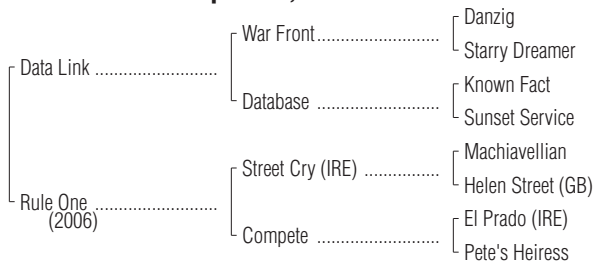 Danzig
War Front
Starry Dreamer
Data Link
Known Fact
Database
Sunset Service
Machiavellian
Street Cry (IRE)
Helen Street (GB)
Rule One
(2006)
El Prado (IRE)
Compete
Pete's Heiress